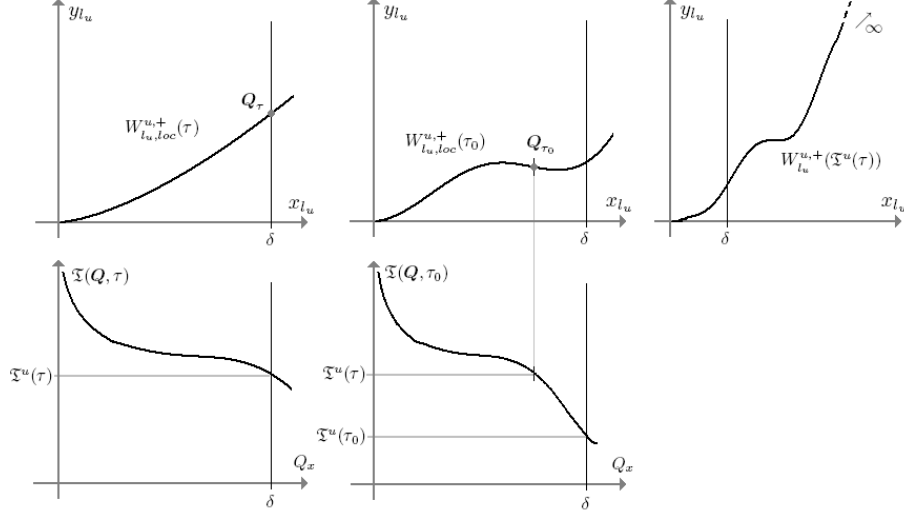 y_{l_u}
Q_τ
W^{u,+}_{l_u,loc}(τ)
x_{l_u}
δ
y_{l_u}
W^{u,+}_{l_u,loc}(τ_0)
Q_{τ_0}
x_{l_u}
δ
y_{l_u}
↗∞
W^{u,+}_{l_u}(𝔗^u(τ))
x_{l_u}
δ
𝔗(Q, τ)
𝔗^u(τ)
Q_x
δ
𝔗(Q, τ_0)
𝔗^u(τ)
𝔗^u(τ_0)
Q_x
δ